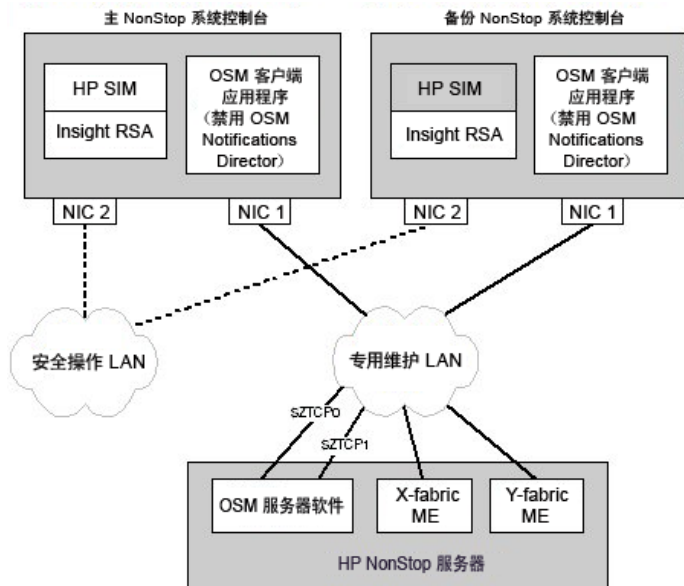 主 NonStop 系统控制台
备份 NonStop 系统控制台
HP SIM
Insight RSA
OSM 客户端
应用程序
（禁用 OSM
Notifications
Director）
HP SIM
Insight RSA
OSM 客户端
应用程序
（禁用 OSM
Notifications
Director）
NIC 2
NIC 1
NIC 2
NIC 1
安全操作 LAN
专用维护 LAN
SZTCP0
SZTCP1
OSM 服务器软件
X-fabric
ME
Y-fabric
ME
HP NonStop 服务器